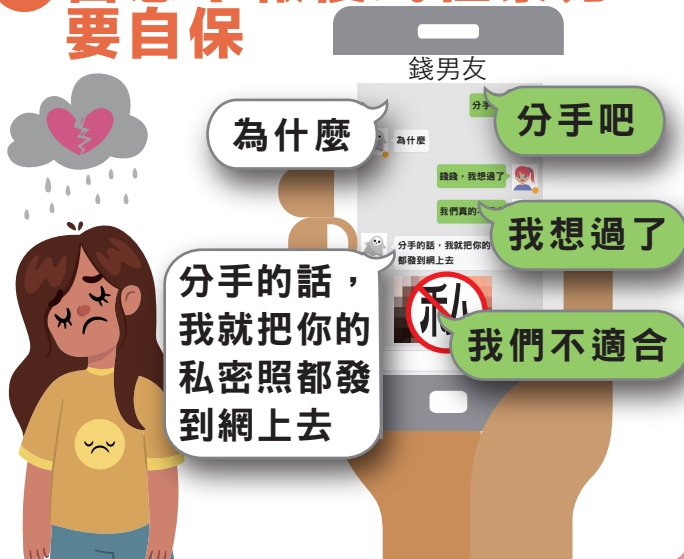 要自保
錢男友
分手吧
為什麼
我想過了
我們不適合
分手的話，
我就把你的
私密照都發
到網上去
分手
為什麼
錢錢，我想過了
我們真的
分手的話，我就把你的
都發到網上去
私